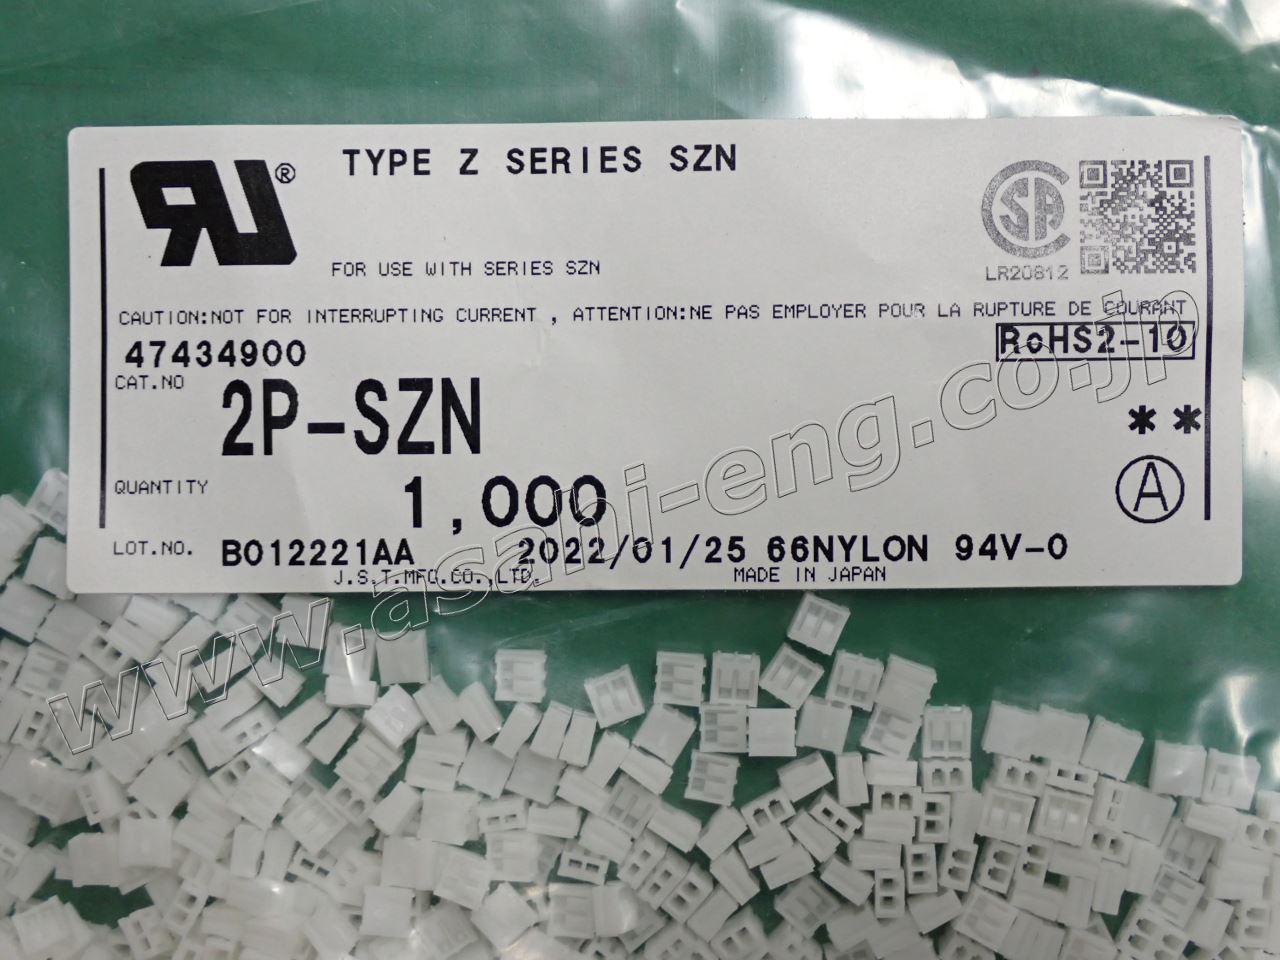 TYPE Z SERIES SZN
®
FOR USE WITH SERIES SZN
LR20812
CAUTION:NOT FOR INTERRUPTING CURRENT , ATTENTION:NE PAS EMPLOYER POUR LA RUPTURE DE COURANT
47434900
RoHS2-10
CAT.NO
2P-SZN
**
QUANTITY
1,000
A
LOT.NO.
B012221AA
2022/01/25 66NYLON 94V-0
J.S.T.MFG.CO.,LTD.
MADE IN JAPAN
www.asahi-eng.co.jp